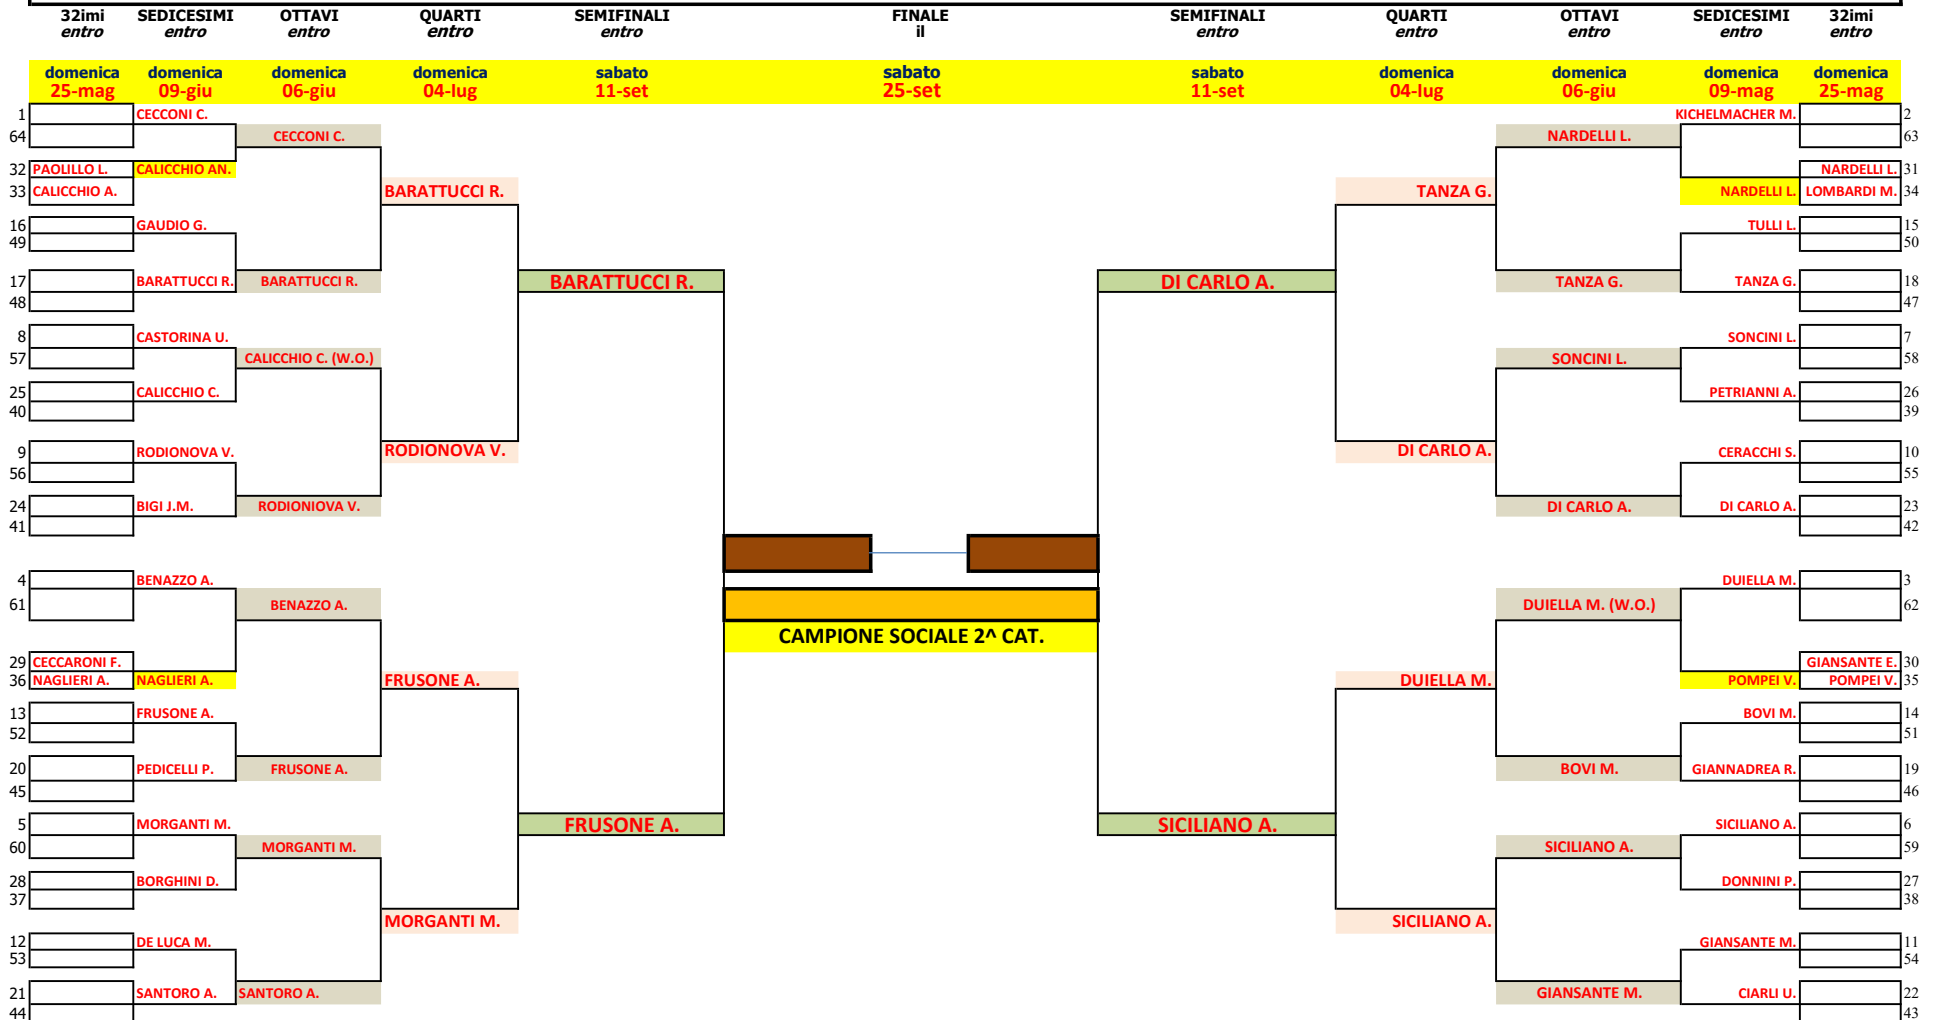 32imi SEDICESIMI OTTAVI QUARTI SEMIFINALI FINALE SEMIFINALI QUARTI OTTAVI SEDICESIMI 32imi
entro entro entro entro entro il entro entro entro entro entro
domenica domenica domenica domenica sabato sabato sabato domenica domenica domenica domenica
25-mag 09-giu 06-giu 04-lug 11-set 25-set 11-set 04-lug 06-giu 09-mag 25-mag
1 CECCONI C. KICHELMACHER M. 2
64 CECCONI C. NARDELLI L. 63
32 PAOLILLO L. CALICCHIO AN. NARDELLI L. 31
33 CALICCHIO A. BARATTUCCI R. TANZA G. NARDELLI L. LOMBARDI M. 34
16 GAUDIO G. TULLI L. 15
49 50
17 BARATTUCCI R. BARATTUCCI R. BARATTUCCI R. DI CARLO A. TANZA G. TANZA G. 18
48 47
8 CASTORINA U. SONCINI L. 7
57 CALICCHIO C. (W.O.) SONCINI L. 58
25 CALICCHIO C. PETRIANNI A. 26
40 39
9 RODIONOVA V. RODIONOVA V. DI CARLO A. CERACCHI S. 10
56 55
24 BIGI J.M. RODIONIOVA V. DI CARLO A. DI CARLO A. 23
41 42
4 BENAZZO A. DUIELLA M. 3
61 BENAZZO A. DUIELLA M. (W.O.) 62
CAMPIONE SOCIALE 2^ CAT.
29 CECCARONI F. GIANSANTE E. 30
36 NAGLIERI A. NAGLIERI A. FRUSONE A. DUIELLA M. POMPEI V. POMPEI V. 35
13 FRUSONE A. BOVI M. 14
52 51
20 PEDICELLI P. FRUSONE A. BOVI M. GIANNADREA R. 19
45 46
5 MORGANTI M. FRUSONE A. SICILIANO A. SICILIANO A. 6
60 MORGANTI M. SICILIANO A. 59
28 BORGHINI D. DONNINI P. 27
37 38
MORGANTI M. SICILIANO A.
12 DE LUCA M. GIANSANTE M. 11
53 54
21 SANTORO A. SANTORO A. GIANSANTE M. CIARLI U. 22
44 43